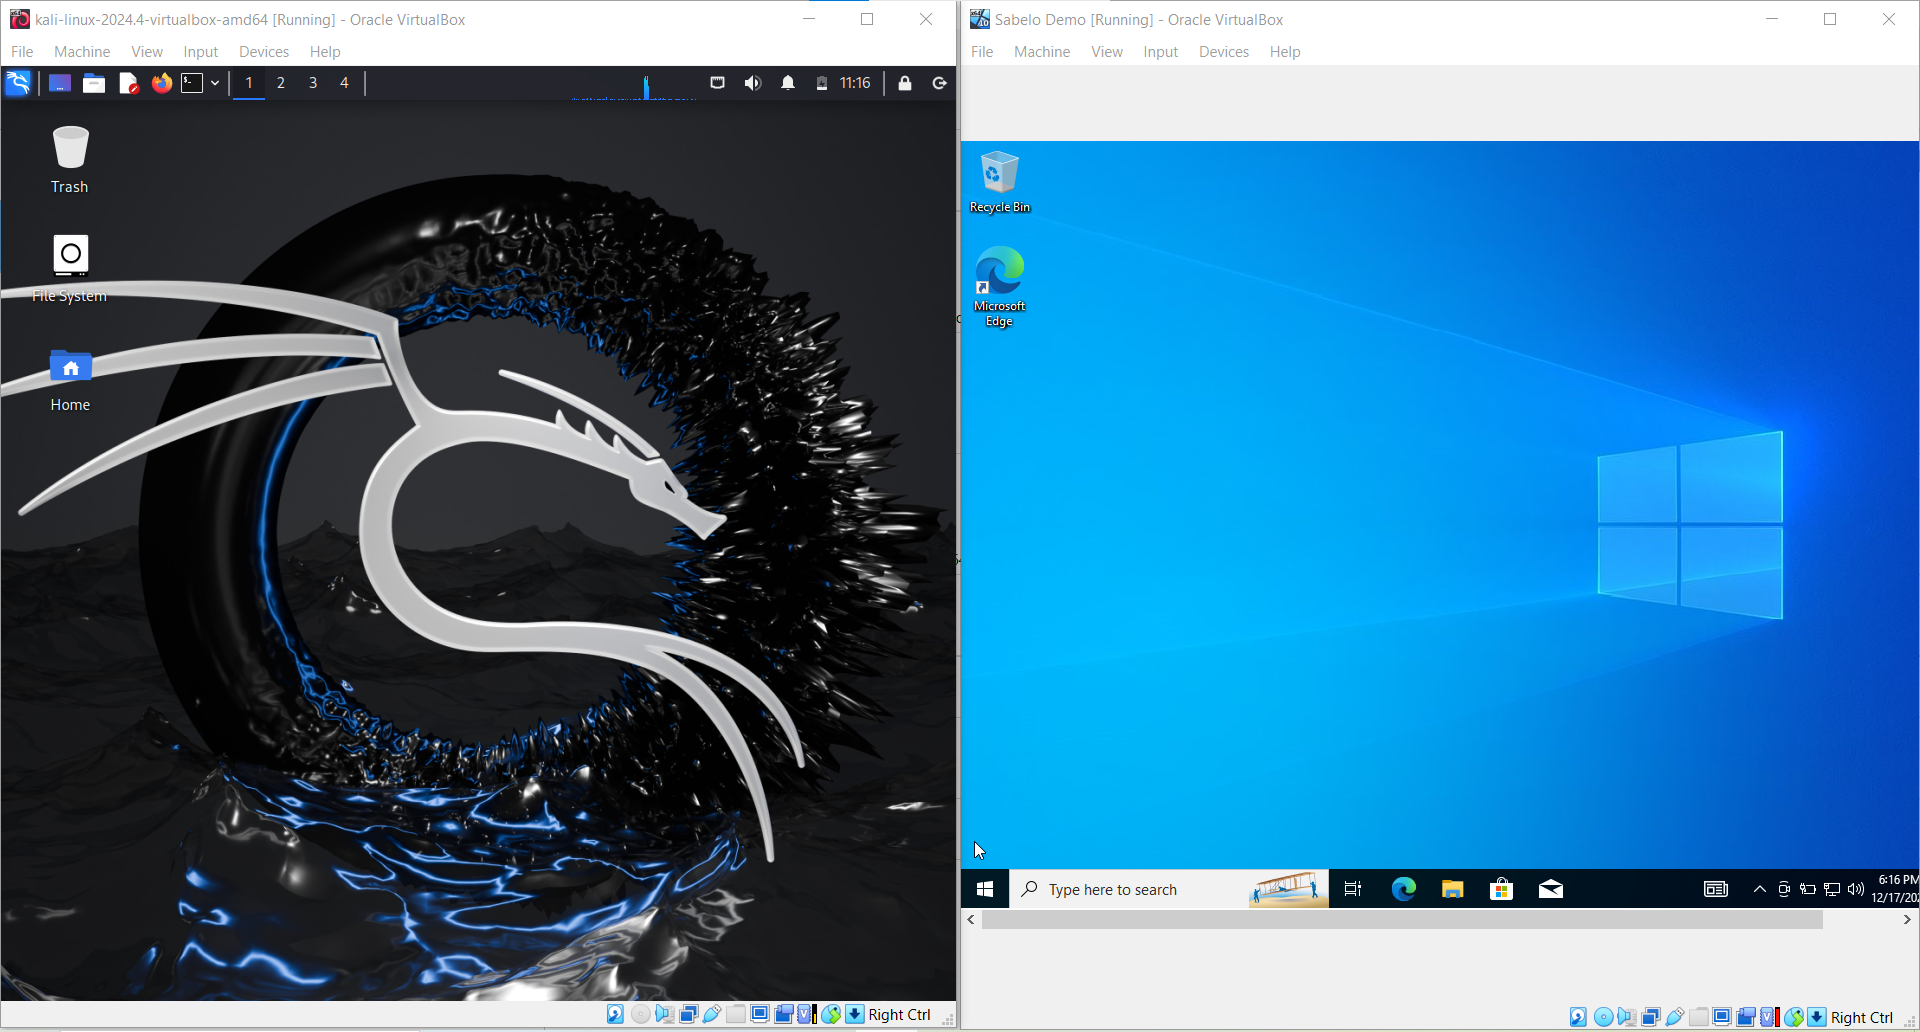 kali-linux-2024.4-virtualbox-amd64 [Running] - Oracle VirtualBox
File Machine View Input Devices Help
1 2 3 4 11:16
Trash
File System
Home
Right Ctrl
Sabelo Demo [Running] - Oracle VirtualBox
File Machine View Input Devices Help
Recycle Bin
Microsoft
Edge
Type here to search
6:16 PM
12/17/202
Right Ctrl